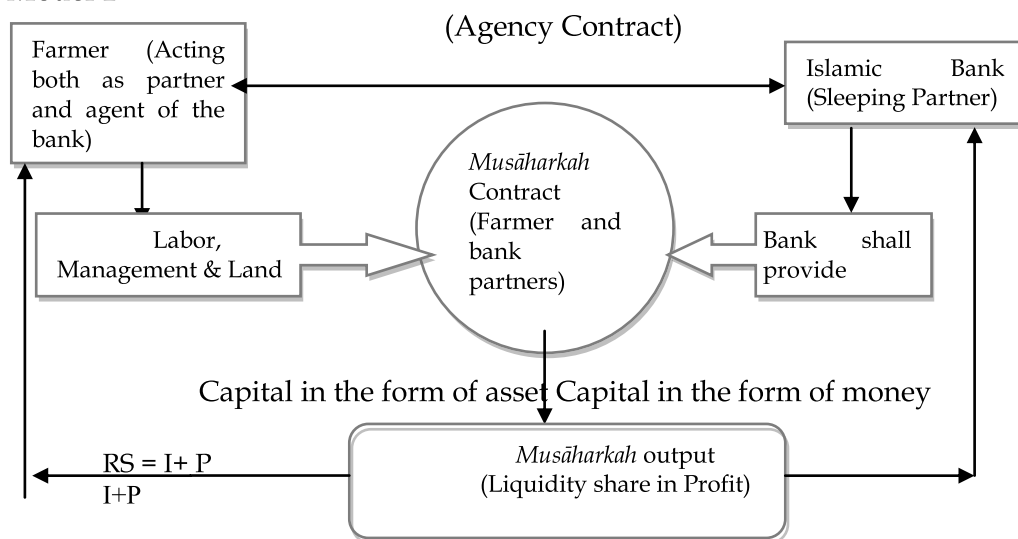 (Agency Contract)
Farmer (Acting
both as partner
and agent of the
bank)
Islamic Bank
(Sleeping Partner)
Musāharkah
Contract
(Farmer and
bank
partners)
Labor,
Management & Land
Bank shall
provide
Capital in the form of asset Capital in the form of money
Musāharkah output
(Liquidity share in Profit)
RS = I+ P
I+P